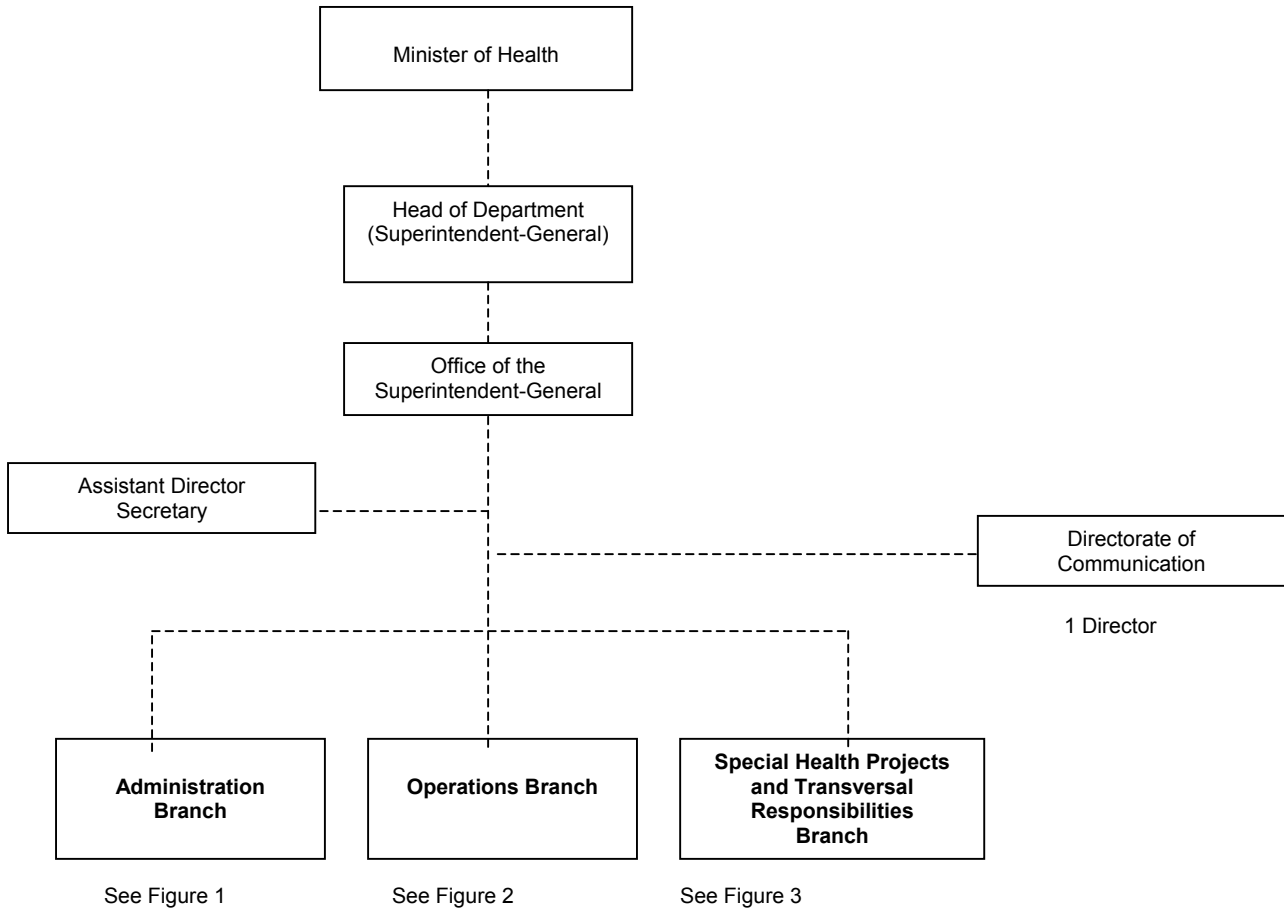 Minister of Health
Head of Department
(Superintendent-General)
Office of the
Superintendent-General
Assistant Director
Secretary
Directorate of
Communication
1 Director
Administration
Branch
Operations Branch
Special Health Projects
and Transversal
Responsibilities
Branch
See Figure 1
See Figure 2
See Figure 3